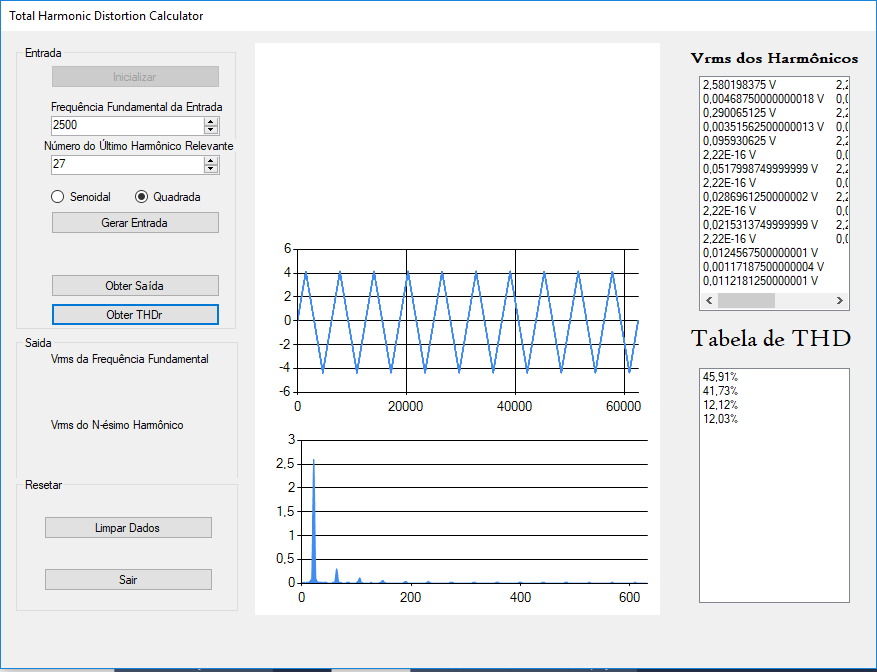 Total Harmonic Distortion Calculator
Entrada
Inicializar
Frequência Fundamental da Entrada
2500
Número do Último Harmônico Relevante
27
Senoidal
Quadrada
Gerar Entrada
Obter Saída
Obter THDr
Saida
Vrms da Frequência Fundamental
Vrms do N-ésimo Harmônico
Resetar
Limpar Dados
Sair
6
4
2
0
-2
-4
-6
0 20000 40000 60000
3
2,5
2
1,5
1
0,5
0
0 200 400 600
Vrms dos Harmônicos
2,580198375 V 2,2
0,00468750000000018 V 0,0
0,290065125 V 2,2
0,00351562500000013 V 0,0
0,095930625 V 2,2
2,22E-16 V 0,0
0,0517998749999999 V 2,2
2,22E-16 V 0,0
0,0286961250000002 V 2,2
2,22E-16 V 0,0
0,0215313749999999 V 2,2
2,22E-16 V 0,0
0,0124567500000001 V
0,00117187500000004 V
0,0112181250000001 V
Tabela de THD
45,91%
41,73%
12,12%
12,03%